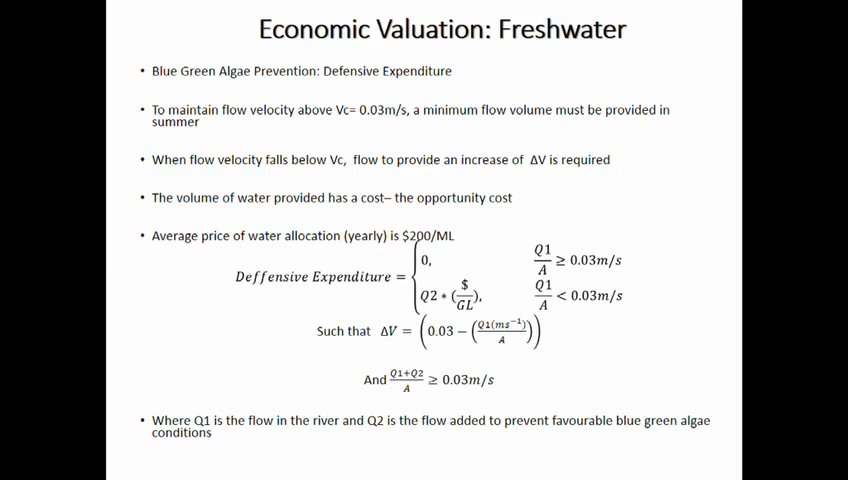 Economic Valuation: Freshwater
• Blue Green Algae Prevention: Defensive Expenditure
• To maintain flow velocity above Vc= 0.03m/s, a minimum flow volume must be provided in
summer
• When flow velocity falls below Vc, flow to provide an increase of ΔV is required
• The volume of water provided has a cost– the opportunity cost
• Average price of water allocation (yearly) is $200/ML
Deffensive Expenditure = { 0, Q1/A ≥ 0.03m/s
Q2 * ($/GL), Q1/A < 0.03m/s
Such that ΔV = (0.03 − (Q1(ms⁻¹)/A))
And Q1+Q2/A ≥ 0.03m/s
• Where Q1 is the flow in the river and Q2 is the flow added to prevent favourable blue green algae
conditions